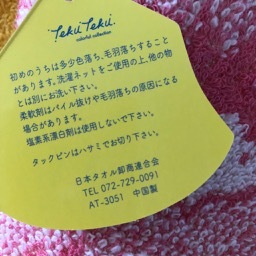 TekuTeku.
colorful collection
初めのうちは多少色落ち、毛羽落ちすること
があります。洗濯ネットをご使用の上、他の物
とは別にお洗い下さい。
柔軟剤はパイル抜けや毛羽落ちの原因になる
場合があります。
塩素系漂白剤は使用しないで下さい。
タックピンはハサミでお切り下さい。
日本タオル卸商連合会
TEL 072-729-0091
AT-3051 中国製